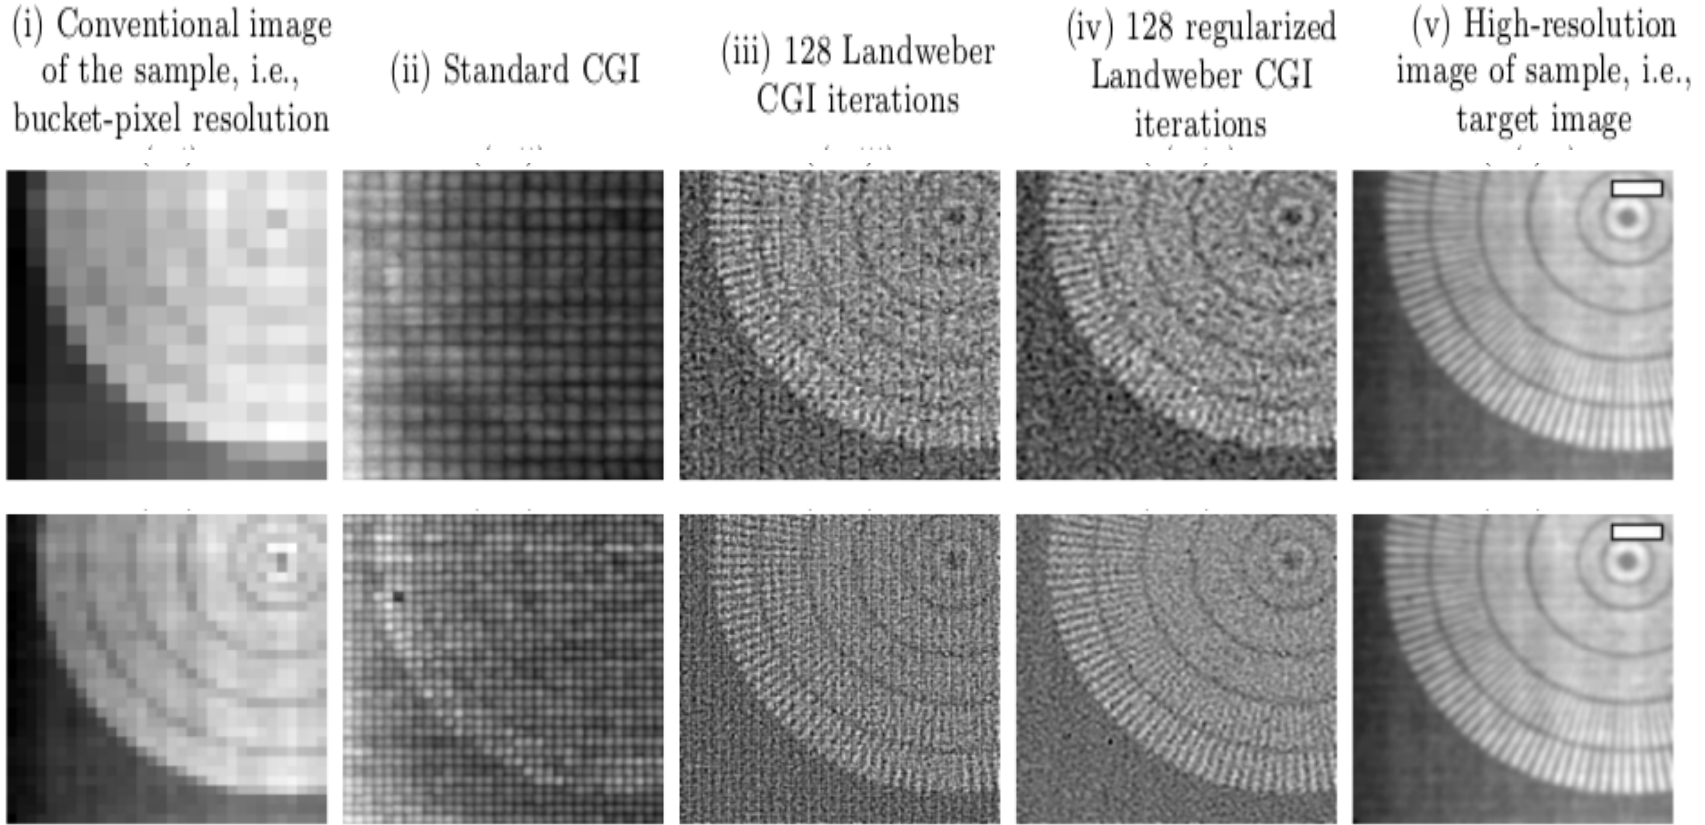 (i) Conventional image
of the sample, i.e.,
bucket-pixel resolution
(ii) Standard CGI
(iii) 128 Landweber
CGI iterations
(iv) 128 regularized
Landweber CGI
iterations
(v) High-resolution
image of sample, i.e.,
target image